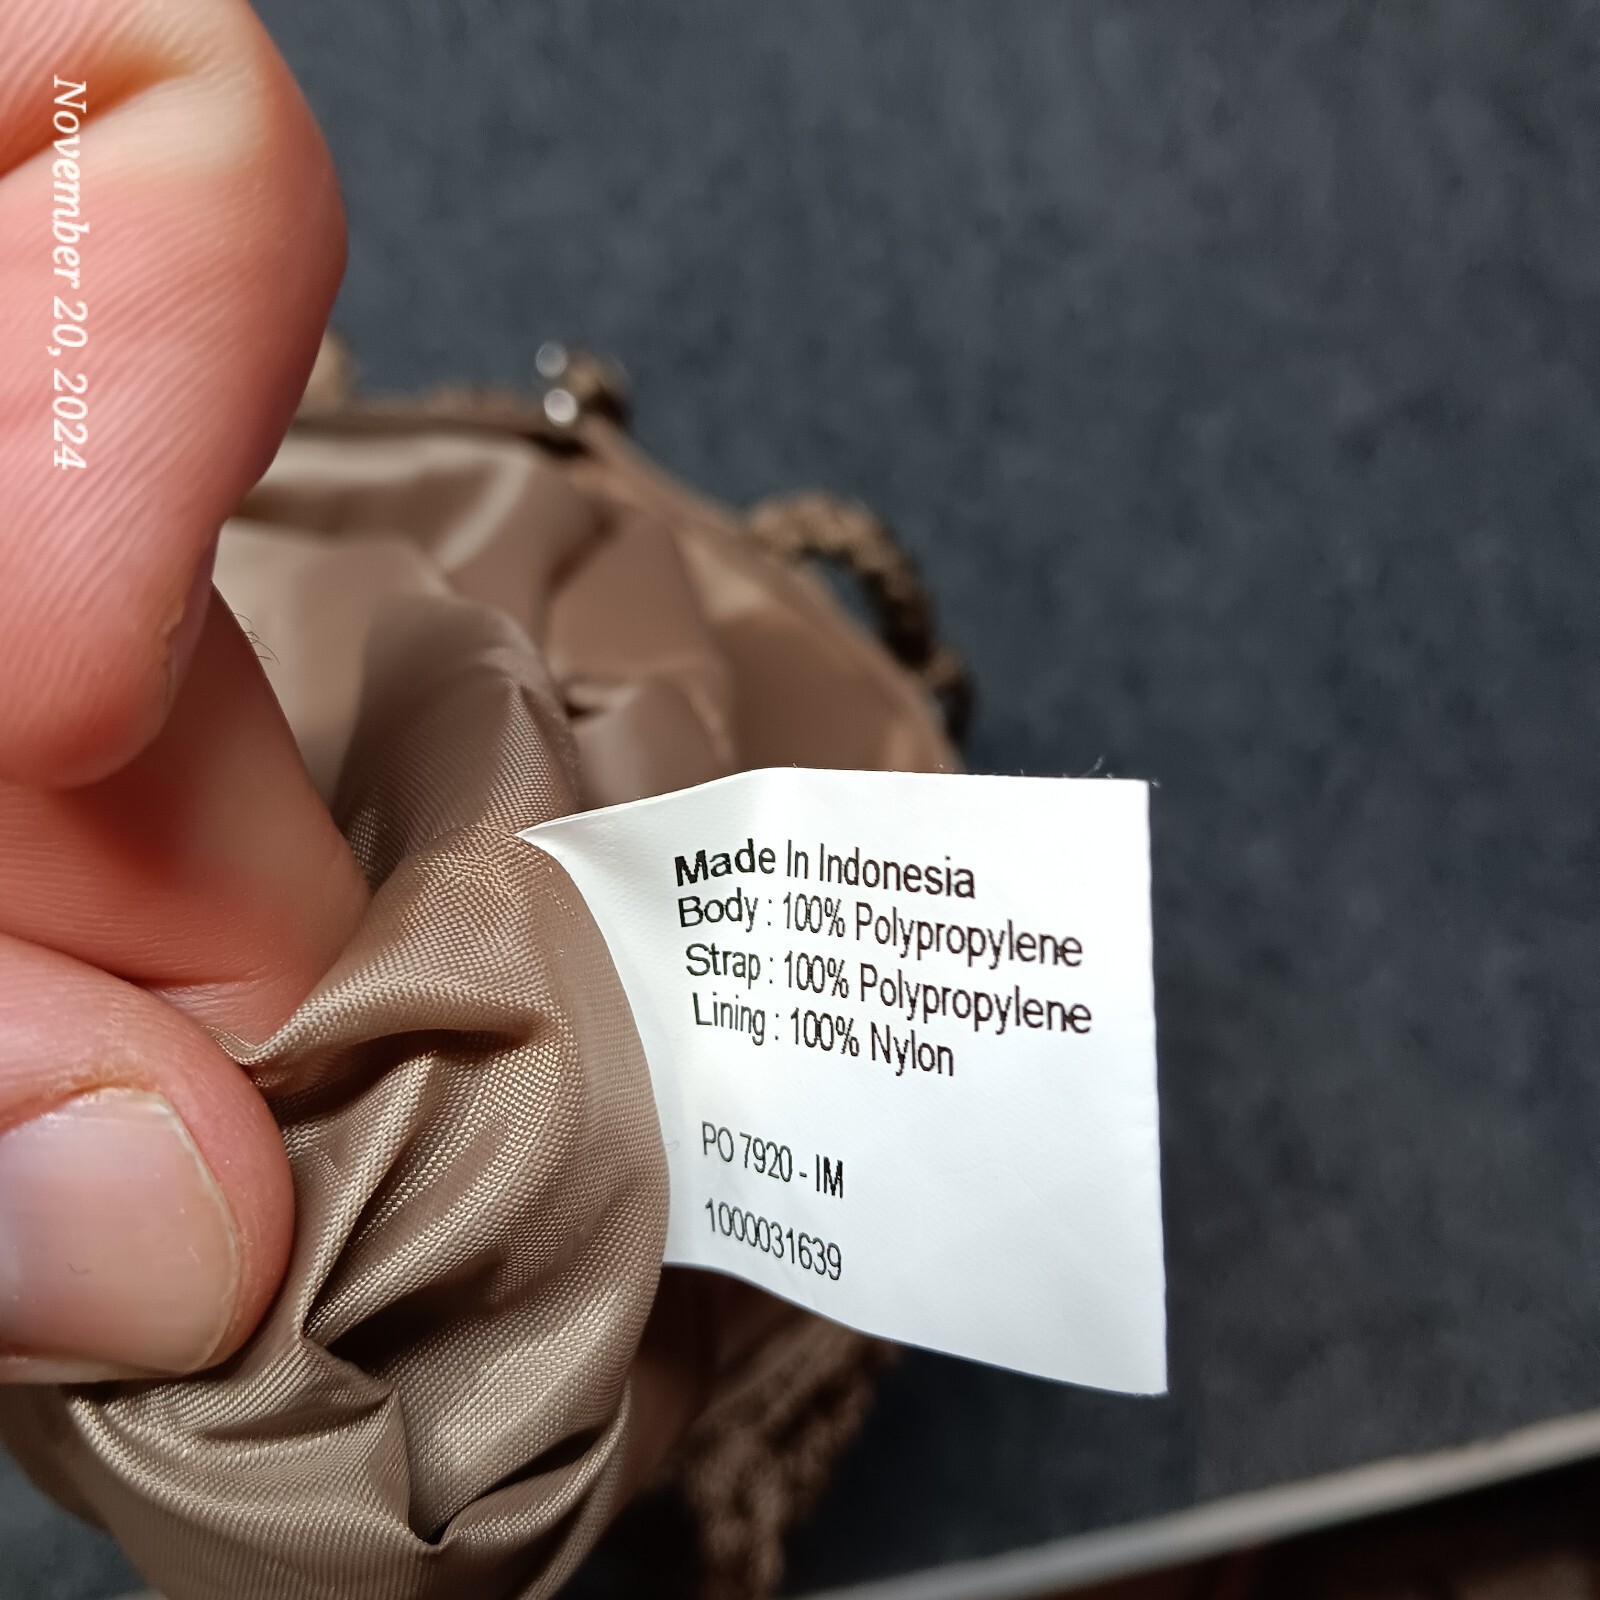 November 20, 2024
Made In Indonesia
Body : 100% Polypropylene
Strap : 100% Polypropylene
Lining : 100% Nylon
PO 7920 - IM
1000031639